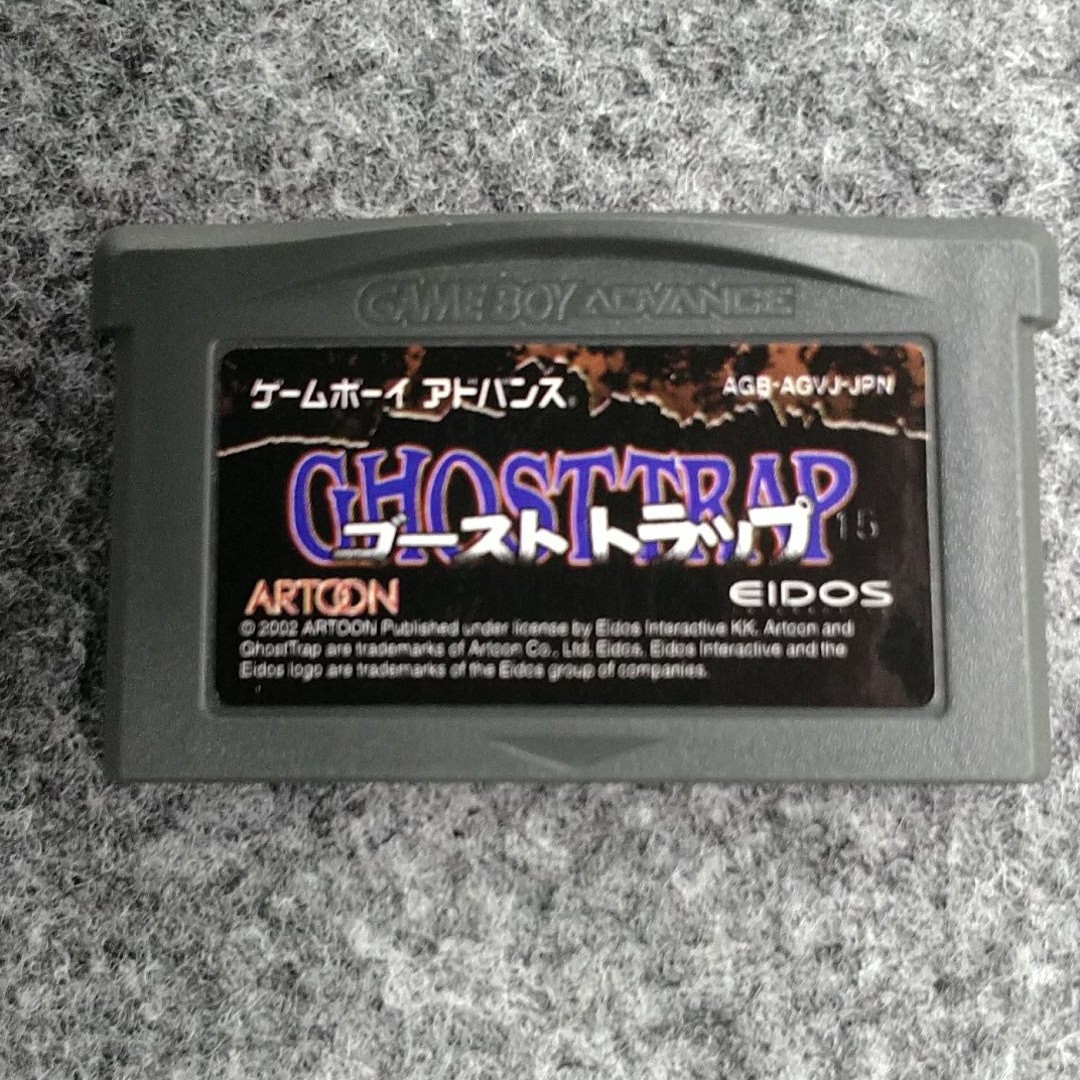 GAME BOY ADVANCE
ゲームボーイ アドバンス
AGB-AGVJ-JPN
GHOST TRAP
ゴースト トラップ
15
ARTOON
EIDOS
© 2002 ARTOON Published under license by Eidos Interactive KK. Artoon and
GhostTrap are trademarks of Artoon Co., Ltd. Eidos, Eidos Interactive and the
Eidos logo are trademarks of the Eidos group of companies.